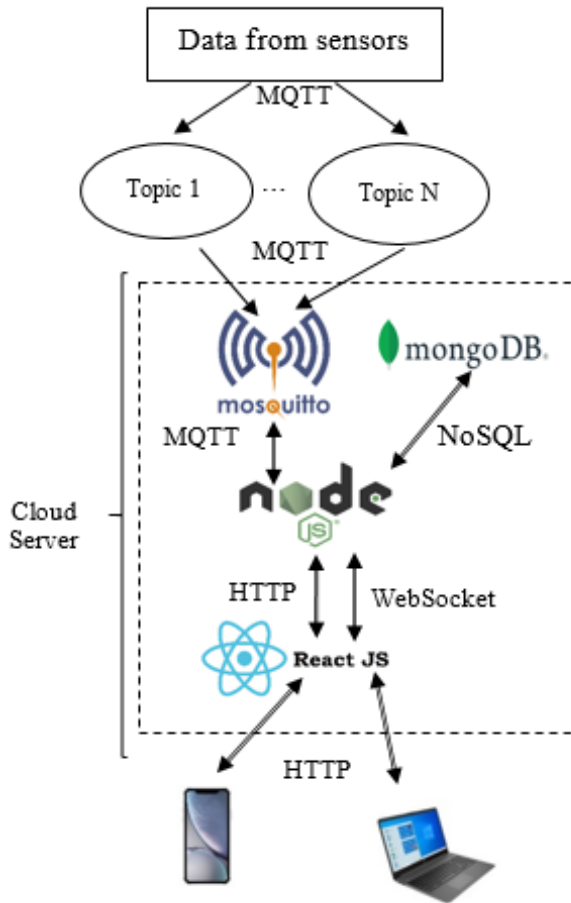 Data from sensors
MQTT
Topic 1
...
Topic N
MQTT
mosquitto
mongoDB®
MQTT
NoSQL
node
JS®
Cloud
Server
HTTP
WebSocket
React JS
HTTP